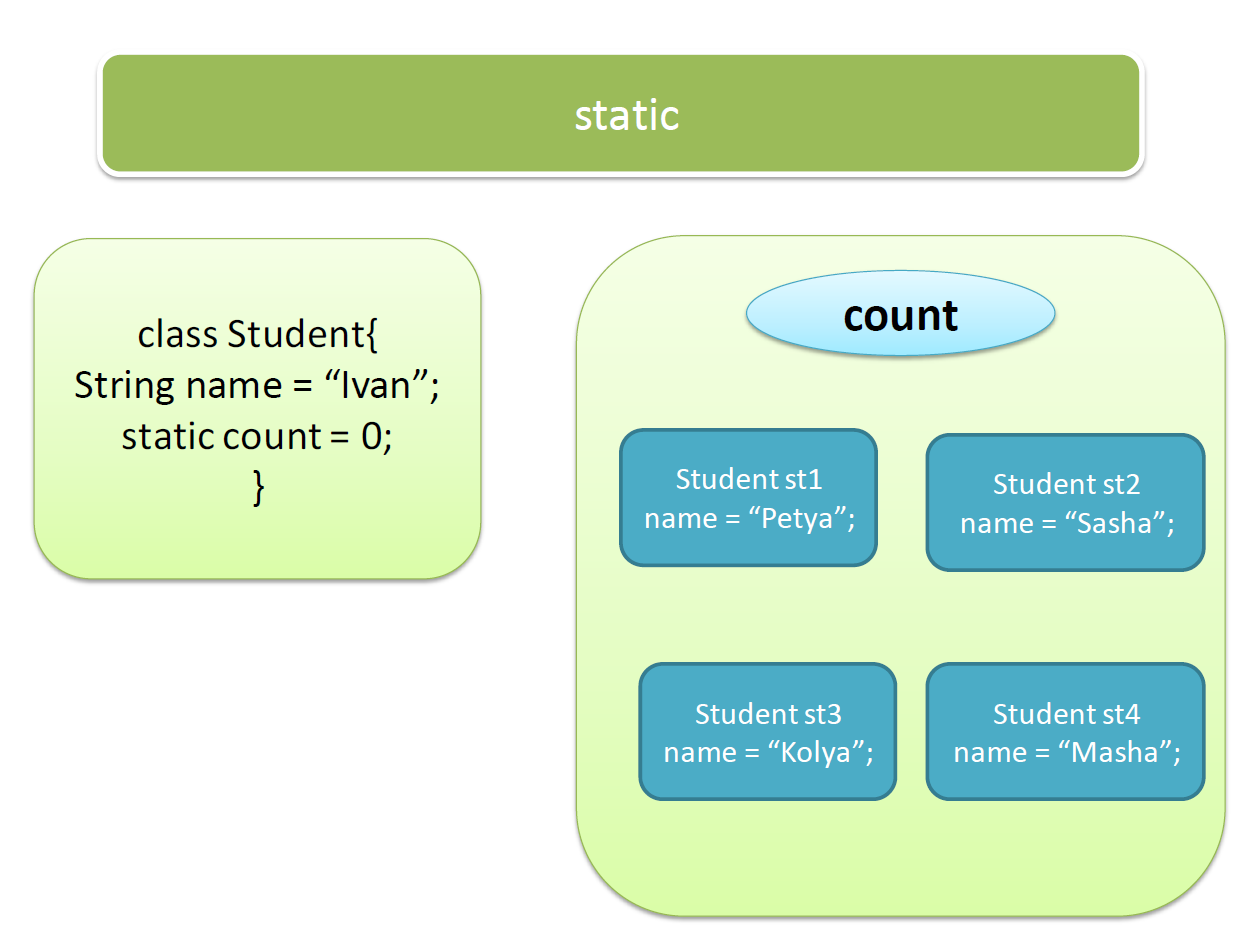 static
class Student{
String name = “Ivan”;
static count = 0;
}
count
Student st1
name = “Petya”;
Student st2
name = “Sasha”;
Student st3
name = “Kolya”;
Student st4
name = “Masha”;